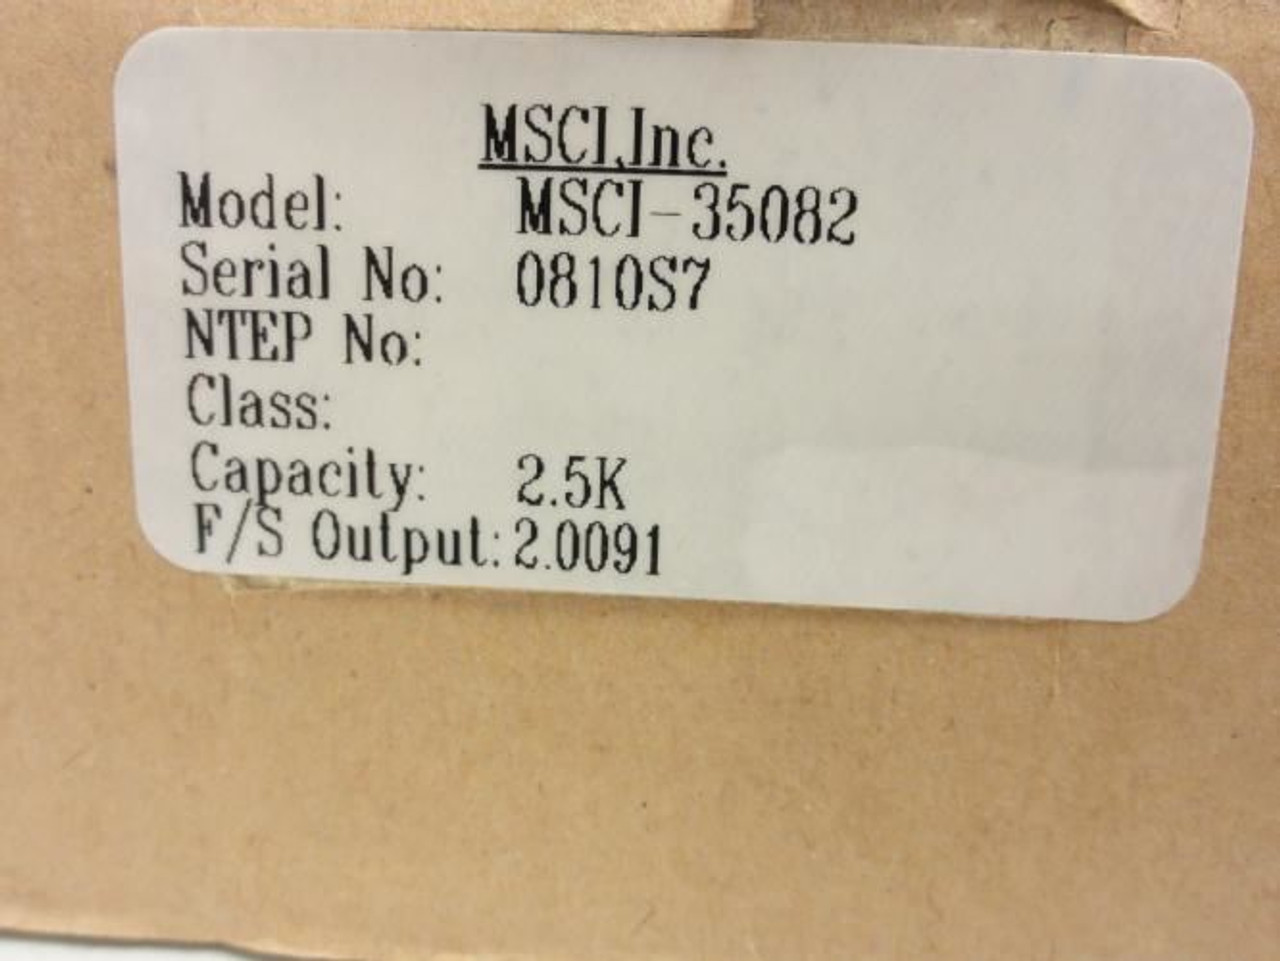 MSCI,Inc.
Model: MSCI-35082
Serial No: 0810S7
NTEP No:
Class:
Capacity: 2.5K
F/S Output: 2.0091